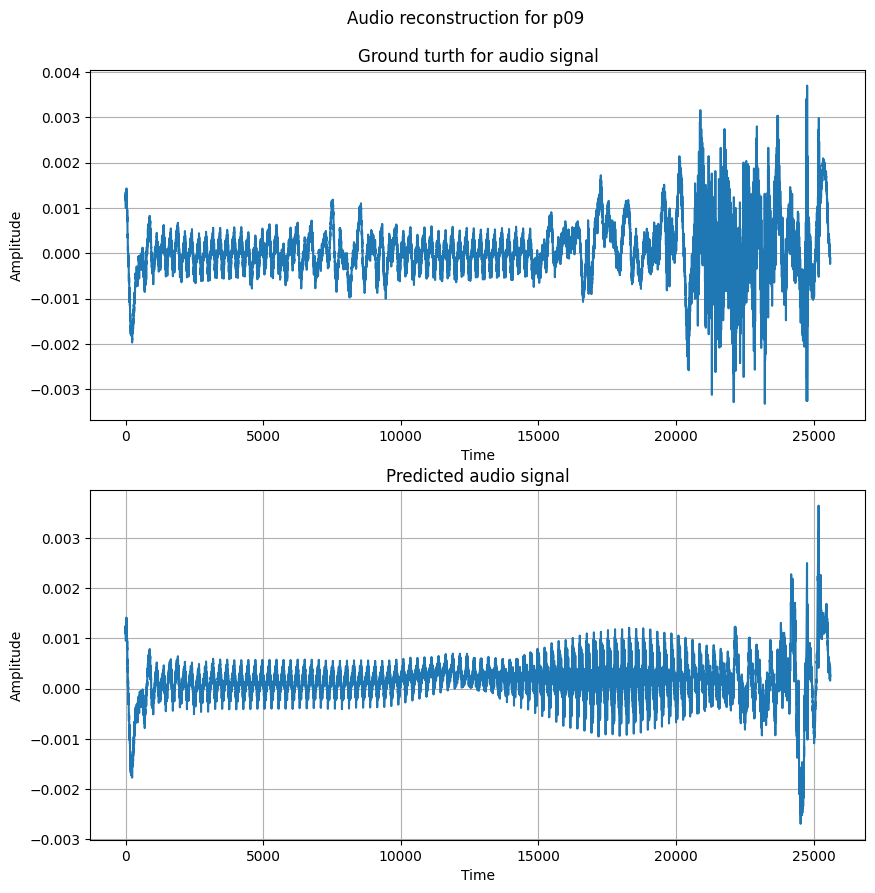 Audio reconstruction for p09
Ground turth for audio signal
0.004
0.003
0.002
0.001
0.000
−0.001
−0.002
−0.003
Amplitude
0 5000 10000 15000 20000 25000
Time
Predicted audio signal
0.003
0.002
0.001
0.000
−0.001
−0.002
−0.003
Amplitude
0 5000 10000 15000 20000 25000
Time